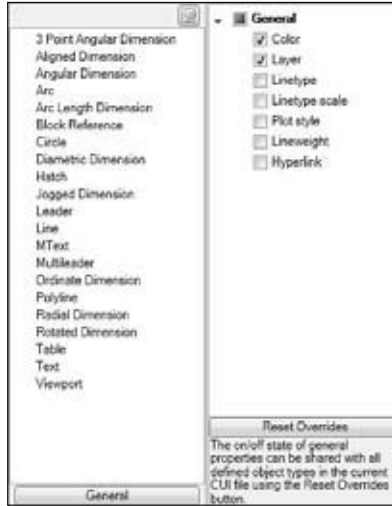 3 Point Angular Dimension
Aligned Dimension
Angular Dimension
Arc
Arc Length Dimension
Block Reference
Circle
Diametric Dimension
Hatch
Jogged Dimension
Leader
Line
MText
Multileader
Ordinate Dimension
Polyline
Radial Dimension
Rotated Dimension
Table
Text
Viewport
General
General
Color
Layer
Linetype
Linetype scale
Plot style
Lineweight
Hyperlink
Reset Overrides
The on/off state of general
properties can be shared with all
defined object types in the current
CUI file using the Reset Overrides
button.